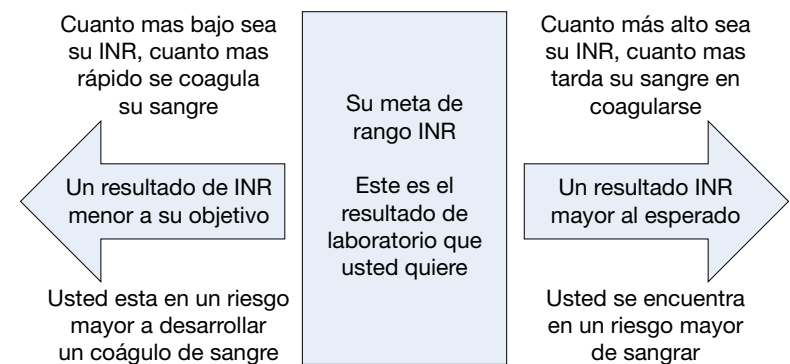 Cuanto mas bajo sea
su INR, cuanto mas
rápido se coagula
su sangre
Un resultado de INR
menor a su objetivo
Usted esta en un riesgo
mayor a desarrollar
un coágulo de sangre
Su meta de
rango INR
Este es el
resultado de
laboratorio que
usted quiere
Cuanto más alto sea
su INR, cuanto mas
tarda su sangre en
coagularse
Un resultado INR
mayor al esperado
Usted se encuentra
en un riesgo mayor
de sangrar